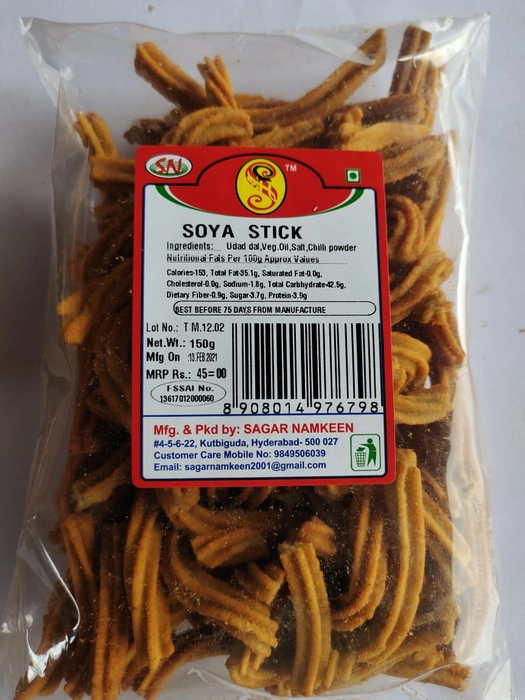 SN
TM
SOYA STICK
Ingredients: Udad dal,Veg.Oil,Salt,Chilli powder
Nutritional Fals Per 100g Approx Values
Calories-153, Total Fat-35.1g, Saturated Fat-0.0g,
Cholesterol-0.0g, Sodium-1.8g, Total Carbhydrate-42.5g,
Dietary Fiber-0.9g, Sugar-3.7g, Protein-3.9g
BEST BEFORE 75 DAYS FROM MANUFACTURE
Lot No.: T M.12.02
Net.Wt.: 150g
Mfg On 13.FEB 2021
MRP Rs.: 45=00
FSSAI No.
13617012000060
8 908014 976798
Mfg. & Pkd by: SAGAR NAMKEEN
#4-5-6-22, Kutbiguda, Hyderabad- 500 027
Customer Care Mobile No: 9849506039
Email: sagarnamkeen2001@gmail.com